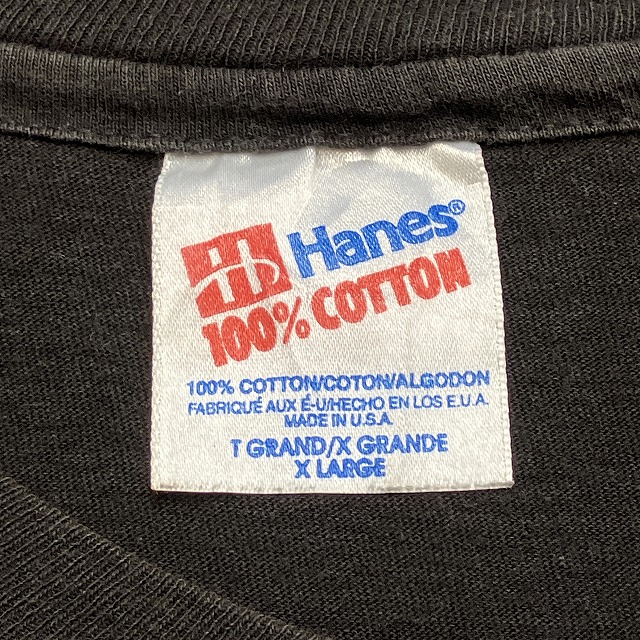 Hanes®
100% COTTON
100% COTTON/COTON/ALGODON
FABRIQUÉ AUX É-U/HECHO EN LOS E.U.A.
MADE IN U.S.A.
T GRAND/X GRANDE
X LARGE